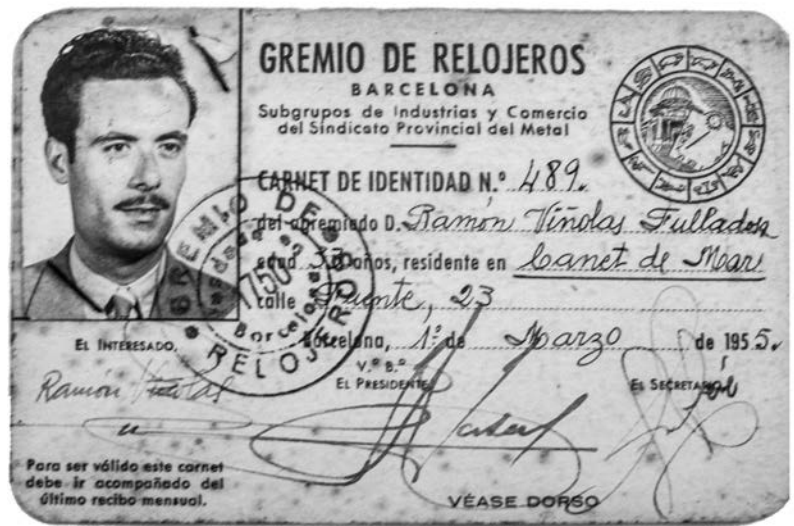 GREMIO DE RELOJEROS
BARCELONA
Subgrupos de Industrias y Comercio
del Sindicato Provincial del Metal
CARNET DE IDENTIDAD N.º 489.
del agremiado D. Ramón Viñolas Fulladosa
edad 33 años, residente en Canet de Mar
calle Puente, 23
Barcelona, 1º de Marzo de 1955.
GREMIO DE RELOJEROS
Barcelona
EL INTERESADO,
Ramón Viñolas
V.º B.º
EL PRESIDENTE
EL SECRETARIO
Para ser válido este carnet
debe ir acompañado del
último recibo mensual.
VÉASE DORSO